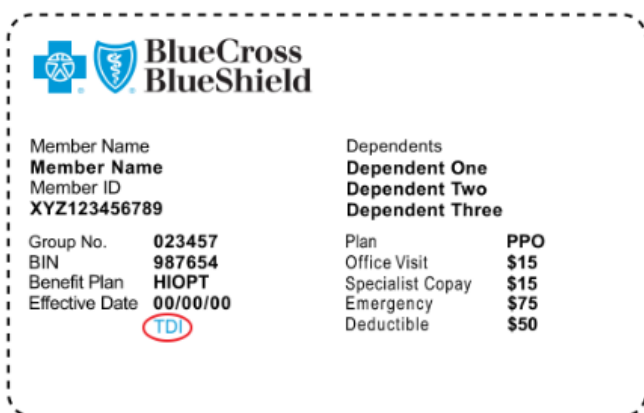 BlueCross
BlueShield
Member Name
Member Name
Member ID
XYZ123456789
Dependents
Dependent One
Dependent Two
Dependent Three
Group No. 023457
BIN 987654
Benefit Plan HIOPT
Effective Date 00/00/00
TDI
Plan PPO
Office Visit $15
Specialist Copay $15
Emergency $75
Deductible $50